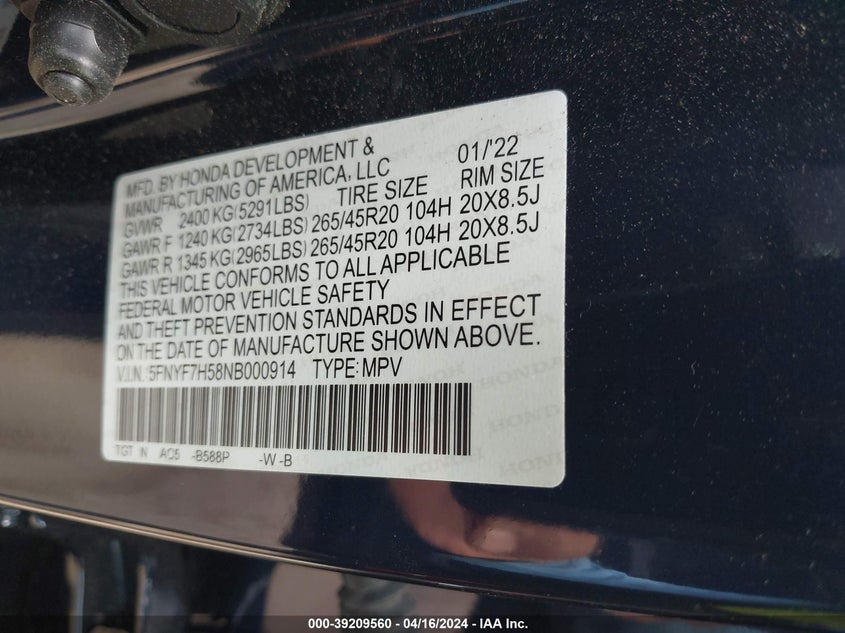 MFD. BY HONDA DEVELOPMENT & 01/'22
MANUFACTURING OF AMERICA, LLC
GVWR 2400 KG(5291LBS) TIRE SIZE RIM SIZE
GAWR F 1240 KG(2734LBS) 265/45R20 104H 20X8.5J
GAWR R 1345 KG(2965LBS) 265/45R20 104H 20X8.5J
THIS VEHICLE CONFORMS TO ALL APPLICABLE
FEDERAL MOTOR VEHICLE SAFETY
AND THEFT PREVENTION STANDARDS IN EFFECT
ON THE DATE OF MANUFACTURE SHOWN ABOVE.
V.I.N.:5FNYF7H58NB000914 TYPE:MPV
TGT IN AO5 -B588P -W -B
000-39209560 - 04/16/2024 - IAA Inc.